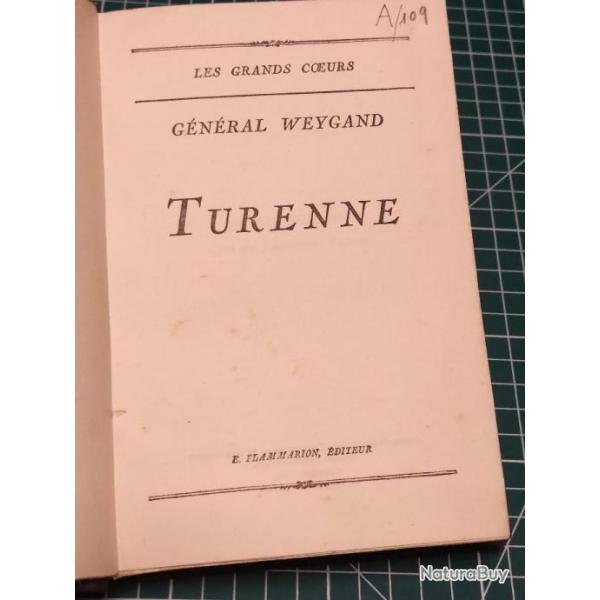 A/109
LES GRANDS CŒURS
GÉNÉRAL WEYGAND
TURENNE
E. FLAMMARION, ÉDITEUR
NaturaBuy